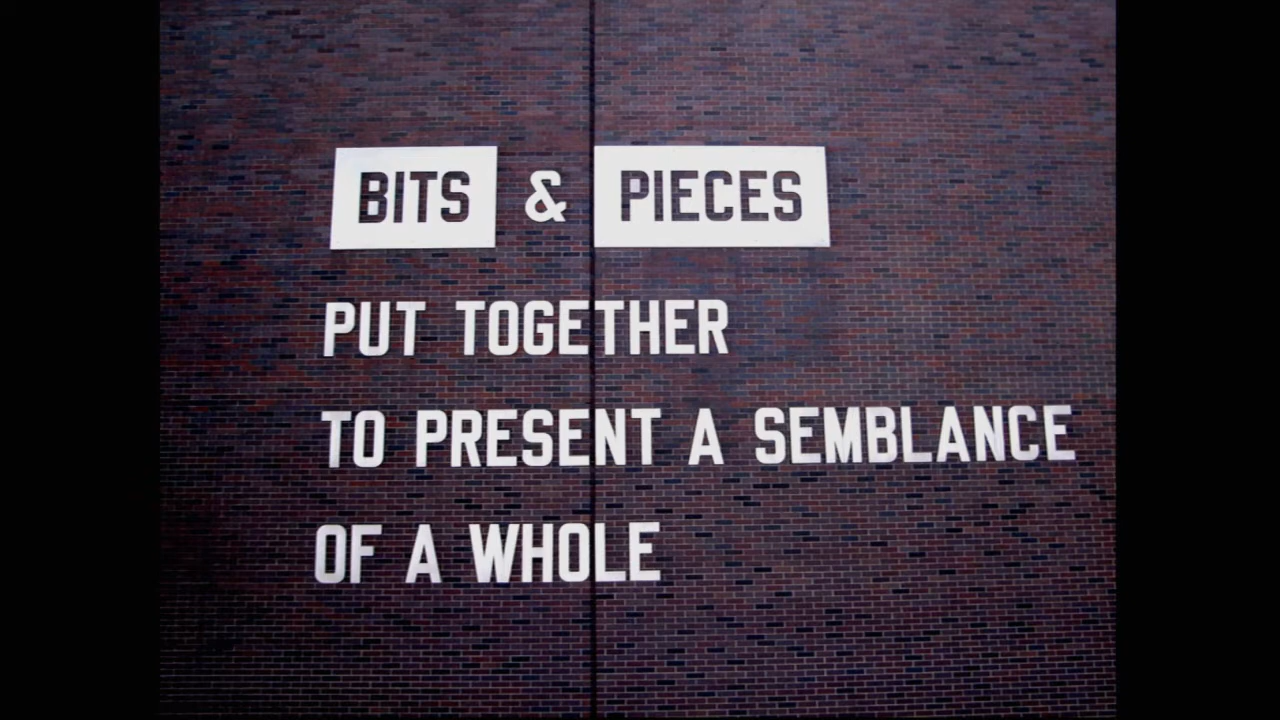 BITS & PIECES
PUT TOGETHER
TO PRESENT A SEMBLANCE
OF A WHOLE